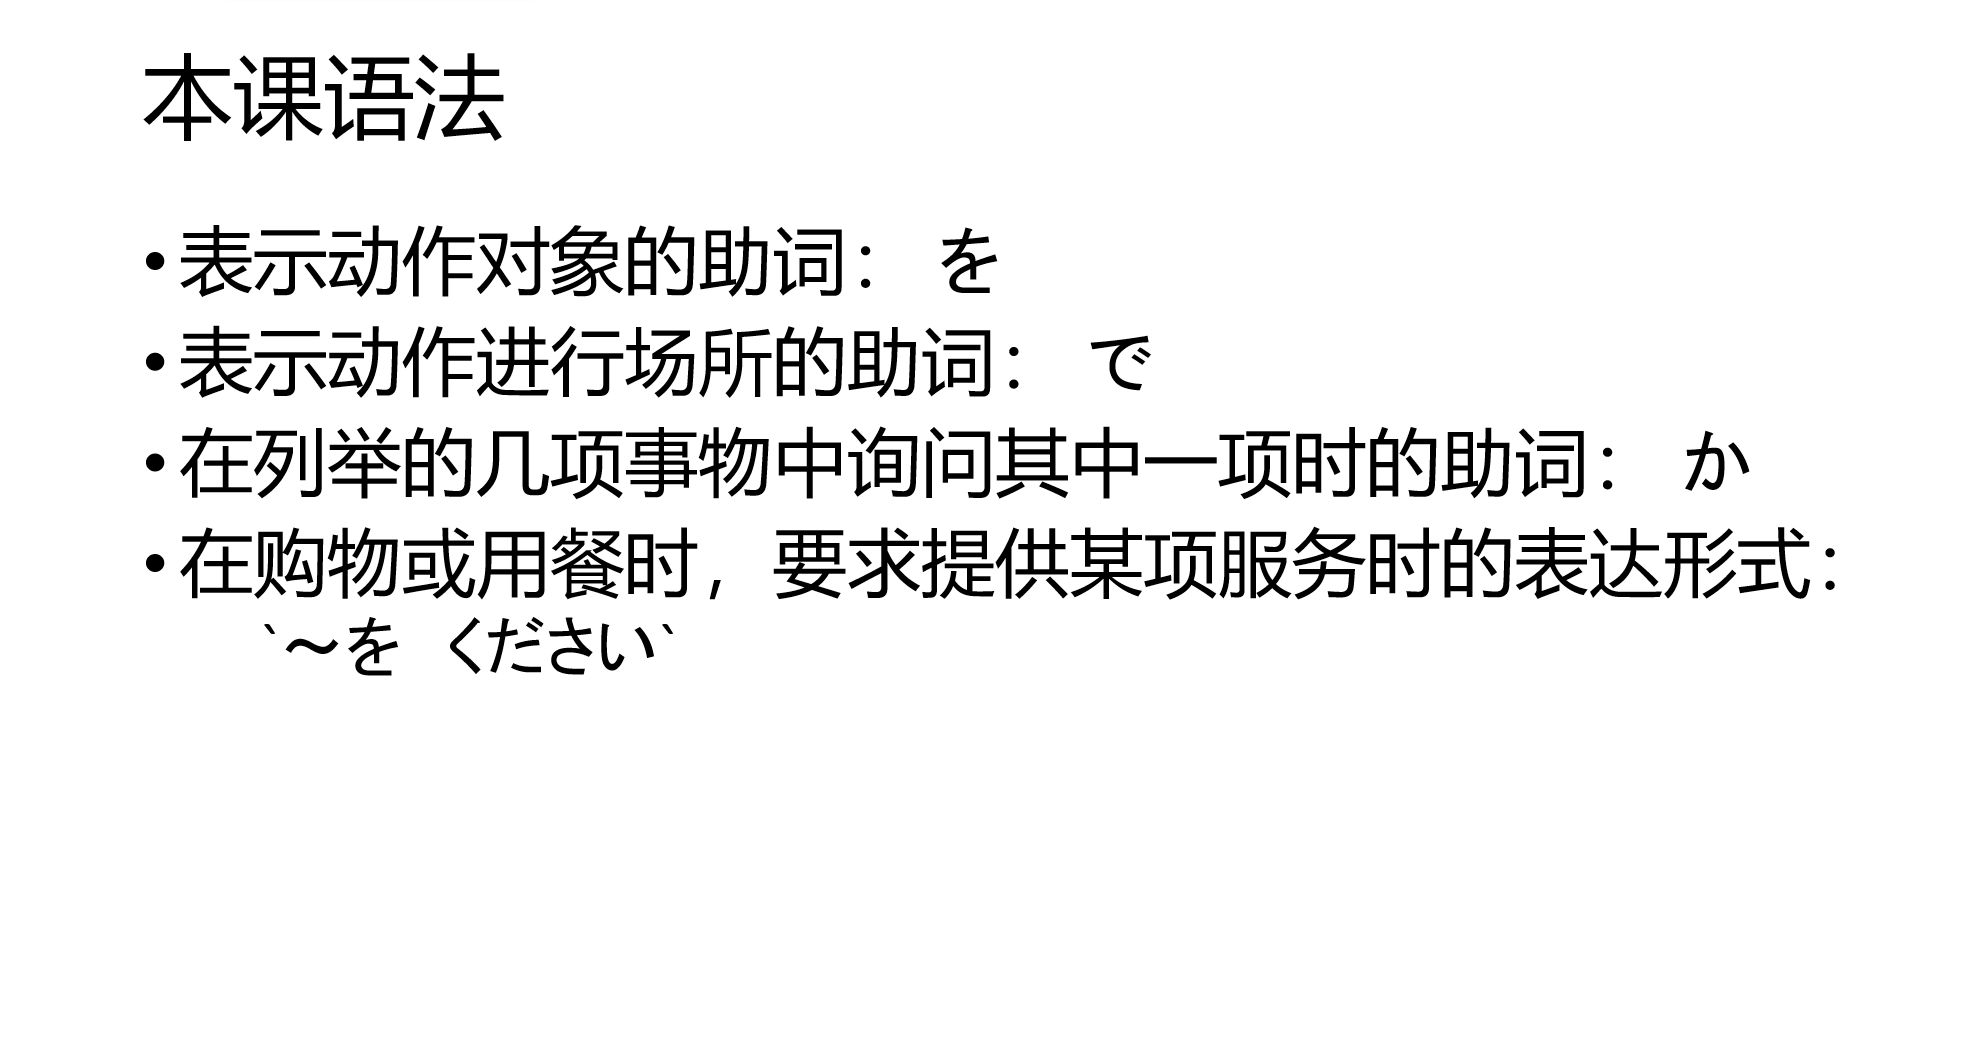 本课语法
•表示动作对象的助词： を
•表示动作进行场所的助词： で
•在列举的几项事物中询问其中一项时的助词： か
•在购物或用餐时，要求提供某项服务时的表达形式：
`～を　ください`